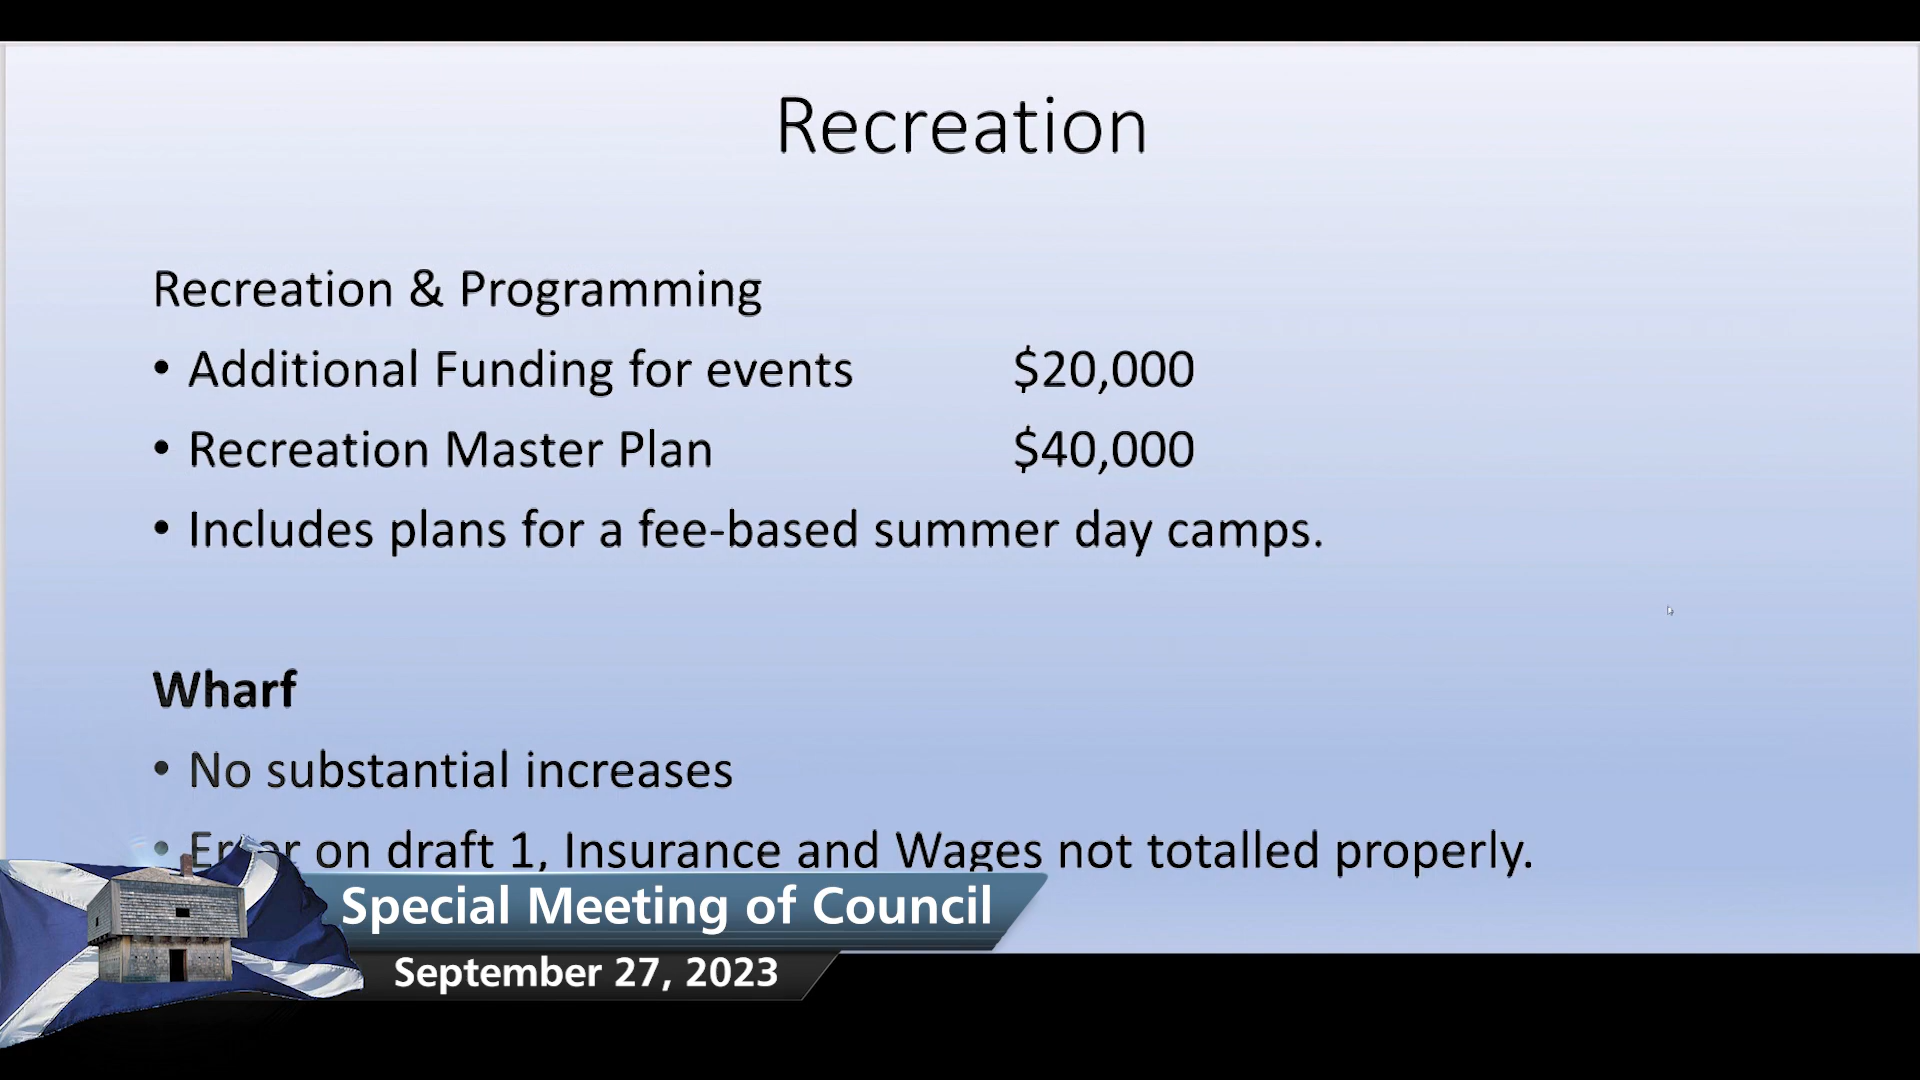 Recreation
Recreation & Programming
• Additional Funding for events $20,000
• Recreation Master Plan $40,000
• Includes plans for a fee-based summer day camps.
Wharf
• No substantial increases
• Error on draft 1, Insurance and Wages not totalled properly.
Special Meeting of Council
September 27, 2023